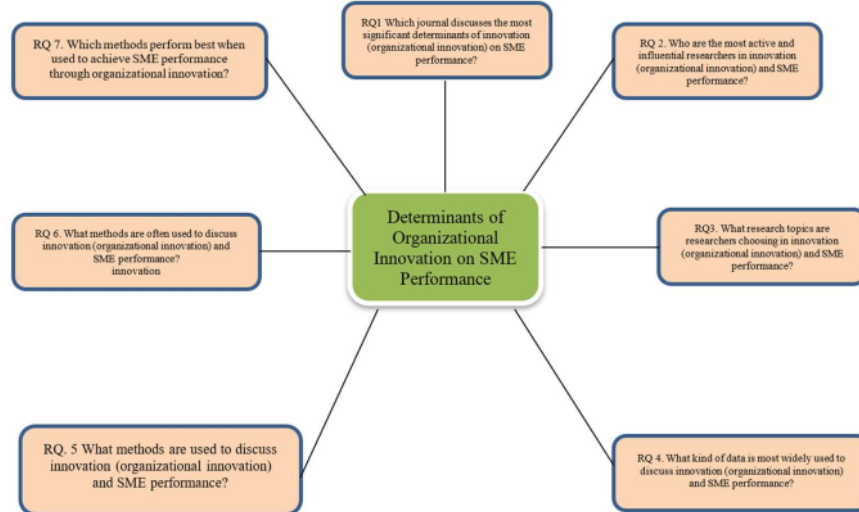 RQ 7. Which methods perform best when
used to achieve SME performance
through organizational innovation?
RQ1 Which journal discusses the most
significant determinants of innovation
(organizational innovation) on SME
performance?
RQ 2. Who are the most active and
influential researchers in innovation
(organizational innovation) and SME
performance?
RQ 6. What methods are often used to discuss
innovation (organizational innovation) and
SME performance?
innovation
Determinants of
Organizational
Innovation on SME
Performance
RQ3. What research topics are
researchers choosing in innovation
(organizational innovation) and SME
performance?
RQ. 5 What methods are used to discuss
innovation (organizational innovation)
and SME performance?
RQ 4. What kind of data is most widely used to
discuss innovation (organizational innovation)
and SME performance?